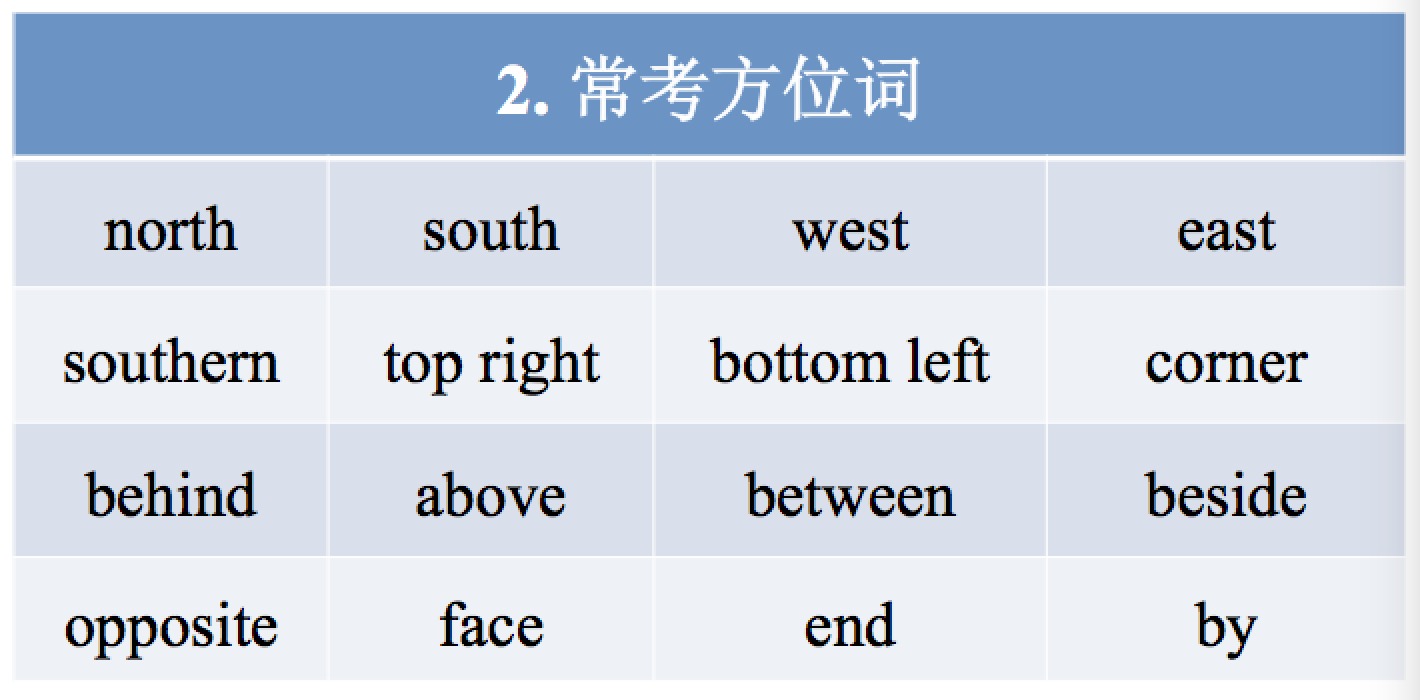 2. 常考方位词
north south west east
southern top right bottom left corner
behind above between beside
opposite face end by